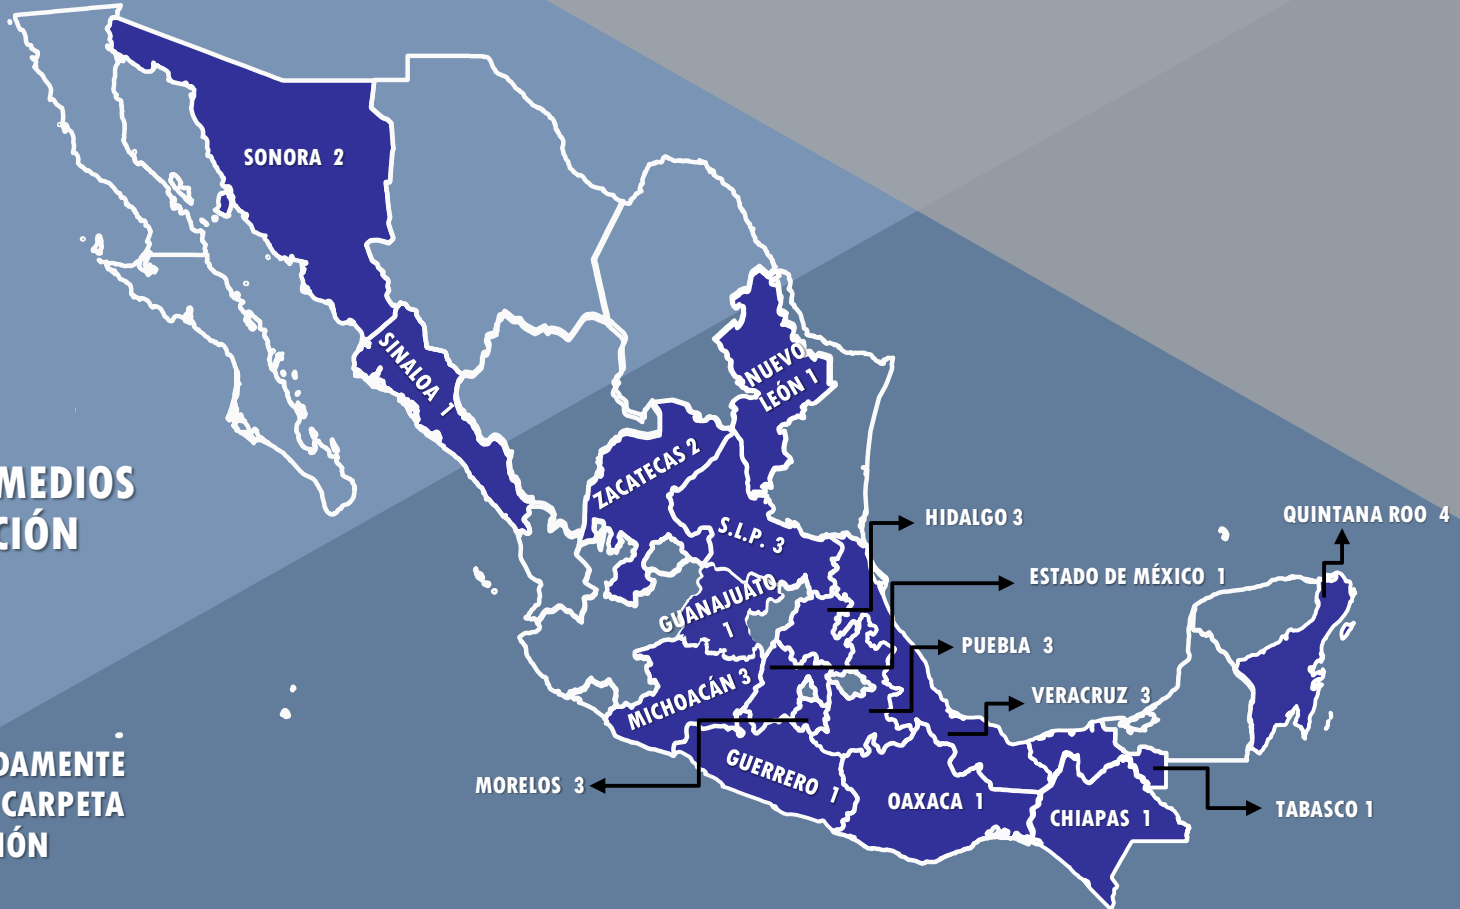 SONORA 2
SINALOA 1
NUEVO
LEÓN 1
ZACATECAS 2
S.L.P. 3
GUANAJUATO
1
MICHOACÁN 3
GUERRERO 1
MORELOS 3
OAXACA 1
CHIAPAS 1
HIDALGO 3
ESTADO DE MÉXICO 1
PUEBLA 3
VERACRUZ 3
QUINTANA ROO 4
TABASCO 1
MEDIOS
CIÓN
DAMENTE
CARPETA
IÓN